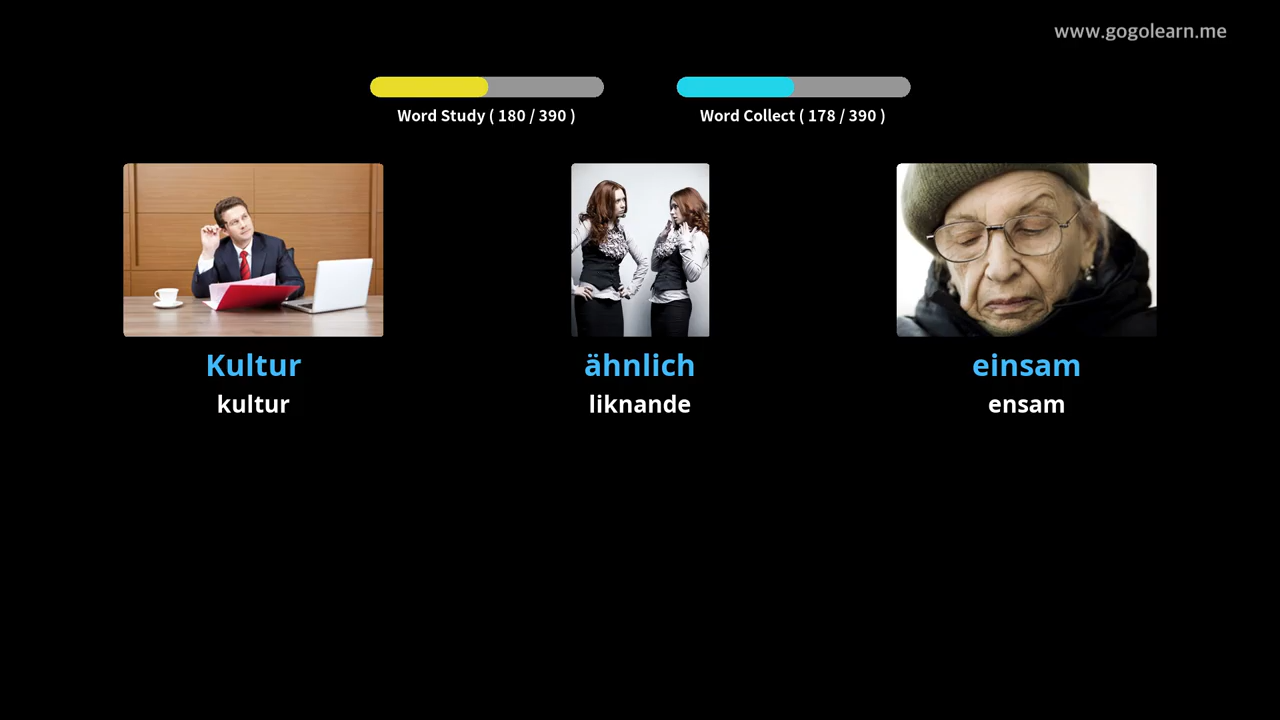 www.gogolearn.me
Word Study ( 180 / 390 )
Word Collect ( 178 / 390 )
Kultur
kultur
ähnlich
liknande
einsam
ensam